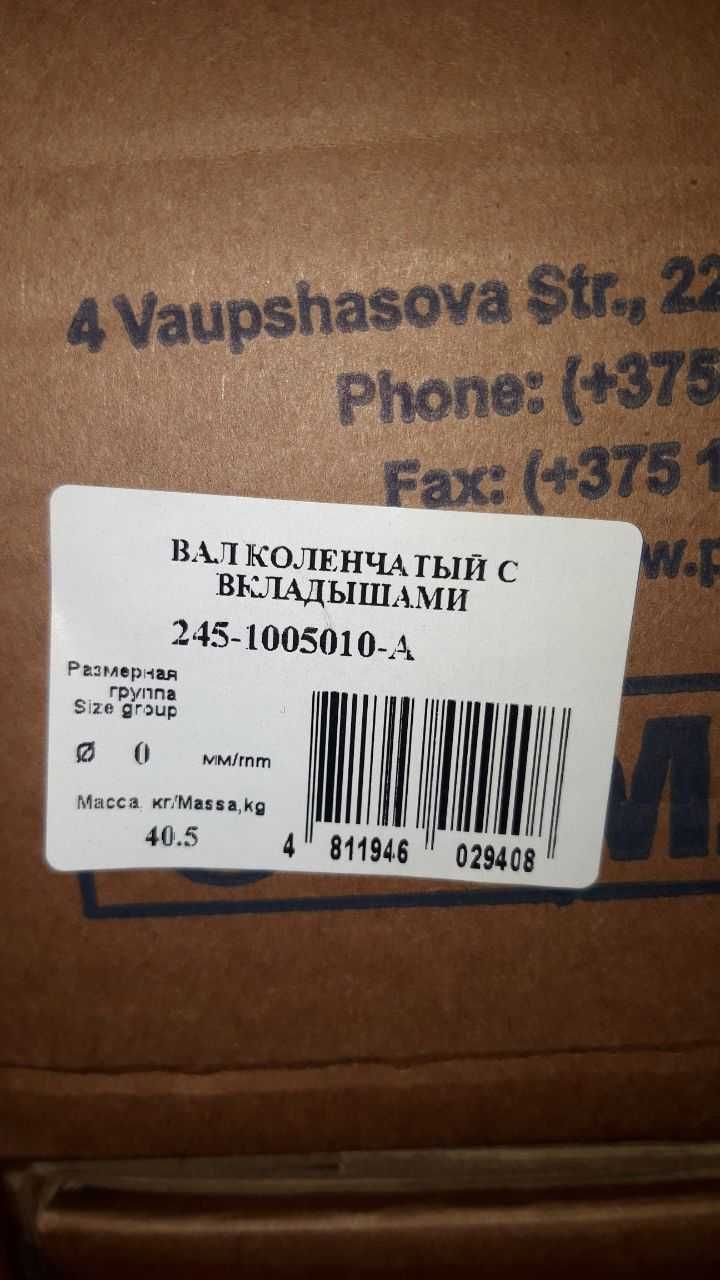 4 Vaupshasova Str., 22
Phone: (+375
Fax: (+375 1
w.p
ВАЛ КОЛЕНЧАТЫЙ С
ВКЛАДЫШАМИ
245-1005010-А
Размерная
группа
Size group
Ø 0 мм/mm
Масса, кг/Massa,kg
40.5
4 811946 029408